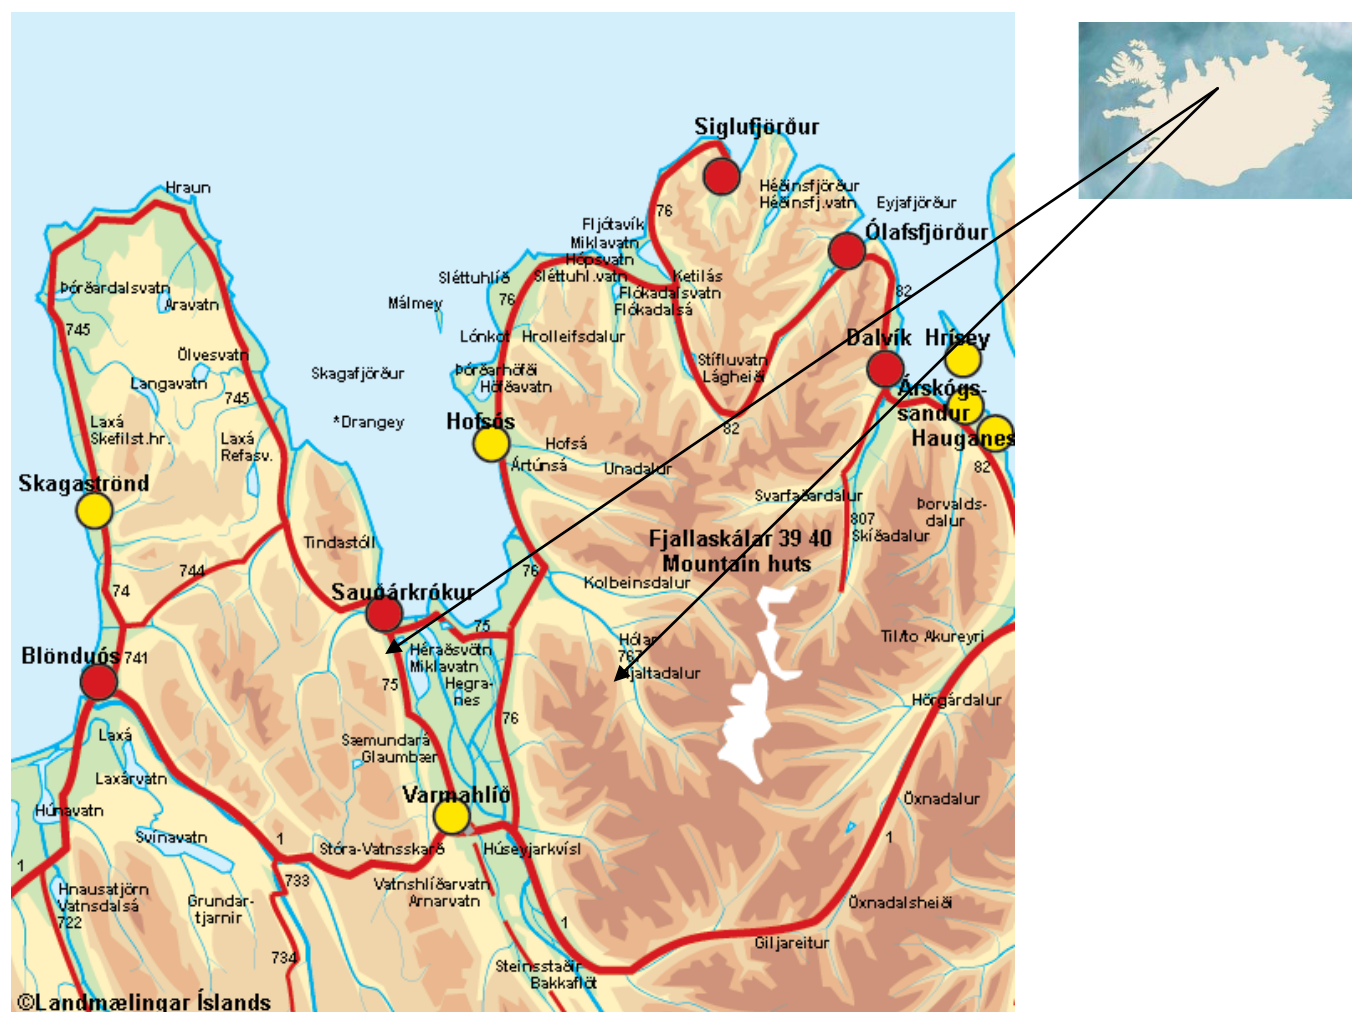 Siglufjörður
Hraun
Héðinsfjörður
Héðinsfj.vatn
Eyjafjörður
76
Fljótavík
Miklavatn
Hópsvatn
Ólafsfjörður
Sléttuhlíð
Sléttuhl.vatn
Ketilás
Þórðardalsvatn
Aravatn
Málmey
76
Flókadalsvatn
Flókadalsá
82
745
Lónkot
Hrolleifsdalur
Dalvík
Hrísey
Ölvesvatn
Langavatn
Skagafjörður
Þórðarhöfði
Höfðavatn
Stífluvatn
Lágheiði
Árskógs-
sandur
745
*Drangey
Hofsós
82
Hauganes
Laxá
Skefilst.hr.
Laxá
Refasv.
Hofsá
Ártúnsá
Unadalur
82
Skagaströnd
Svarfaðardalur
Þorvalds-
dalur
807
Skíðadalur
Tindastóll
Fjallaskálar 39 40
Mountain huts
744
76
Kolbeinsdalur
74
Sauðárkrókur
75
Hólar
767
Hjaltadalur
Til/to Akureyri
Blönduós
741
Héraðsvötn
Miklavatn
75
Hegra-
nes
Hörgárdalur
76
Laxá
Sæmundará
Glaumbær
Laxárvatn
Varmahlíð
Húnavatn
Öxnadalur
Svínavatn
1
Stóra-Vatnsskarð
Húseyjarkvísl
1
1
733
Hnausatjörn
Vatnsdalsá
722
Vatnshlíðarvatn
Arnarvatn
Grundar-
tjarnir
Öxnadalsheiði
1
Giljareitur
734
Steinsstaðir
Bakkaflöt
©Landmælingar Íslands